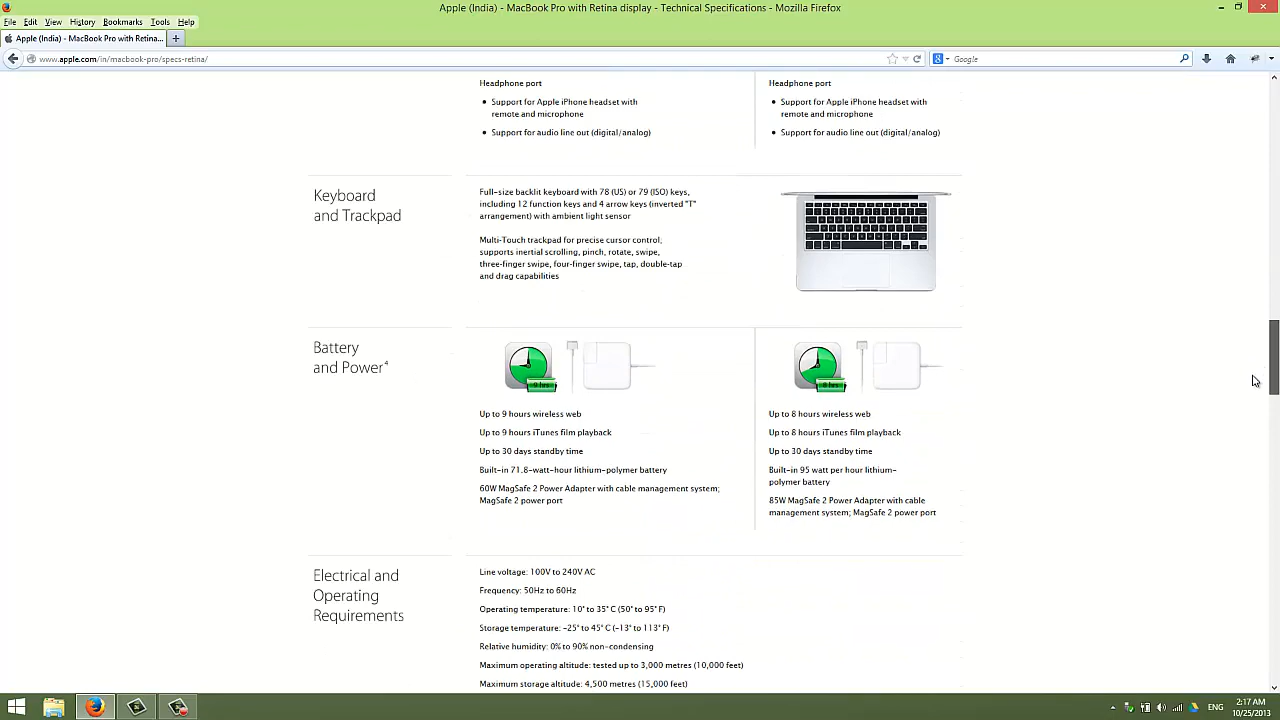 Apple (India) - MacBook Pro with Retina display - Technical Specifications - Mozilla Firefox
File Edit View History Bookmarks Tools Help
Apple (India) - MacBook Pro with Retina...
www.apple.com/in/macbook-pro/specs-retina/
Google
Headphone port
Support for Apple iPhone headset with
remote and microphone
Support for audio line out (digital/analog)
Headphone port
Support for Apple iPhone headset with
remote and microphone
Support for audio line out (digital/analog)
Keyboard
and Trackpad
Full-size backlit keyboard with 78 (US) or 79 (ISO) keys,
including 12 function keys and 4 arrow keys (inverted "T"
arrangement) with ambient light sensor
Multi-Touch trackpad for precise cursor control;
supports inertial scrolling, pinch, rotate, swipe,
three-finger swipe, four-finger swipe, tap, double-tap
and drag capabilities
Battery
and Power⁴
9 hrs
Up to 9 hours wireless web
Up to 9 hours iTunes film playback
Up to 30 days standby time
Built-in 71.8-watt-hour lithium-polymer battery
60W MagSafe 2 Power Adapter with cable management system;
MagSafe 2 power port
8 hrs
Up to 8 hours wireless web
Up to 8 hours iTunes film playback
Up to 30 days standby time
Built-in 95 watt per hour lithium-
polymer battery
85W MagSafe 2 Power Adapter with cable
management system; MagSafe 2 power port
Electrical and
Operating
Requirements
Line voltage: 100V to 240V AC
Frequency: 50Hz to 60Hz
Operating temperature: 10° to 35° C (50° to 95° F)
Storage temperature: -25° to 45° C (-13° to 113° F)
Relative humidity: 0% to 90% non-condensing
Maximum operating altitude: tested up to 3,000 metres (10,000 feet)
Maximum storage altitude: 4,500 metres (15,000 feet)
ENG
2:17 AM
10/25/2013